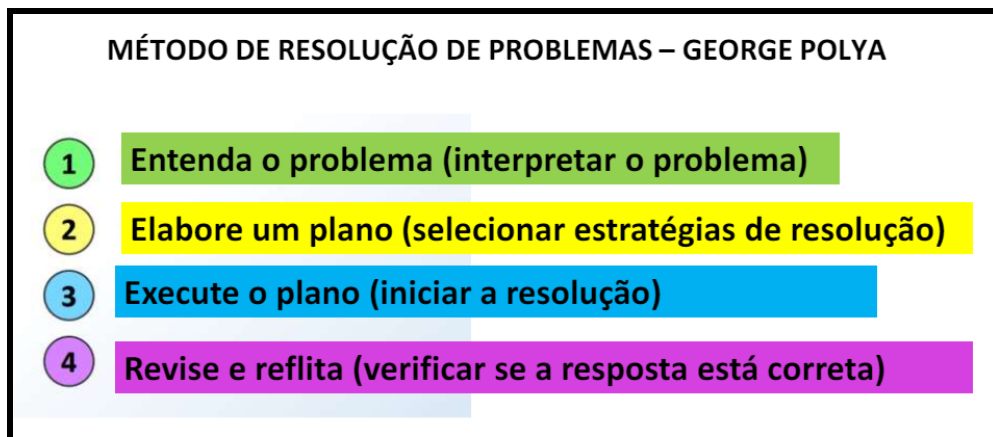 MÉTODO DE RESOLUÇÃO DE PROBLEMAS – GEORGE POLYA
1 Entenda o problema (interpretar o problema)
2 Elabore um plano (selecionar estratégias de resolução)
3 Execute o plano (iniciar a resolução)
4 Revise e reflita (verificar se a resposta está correta)